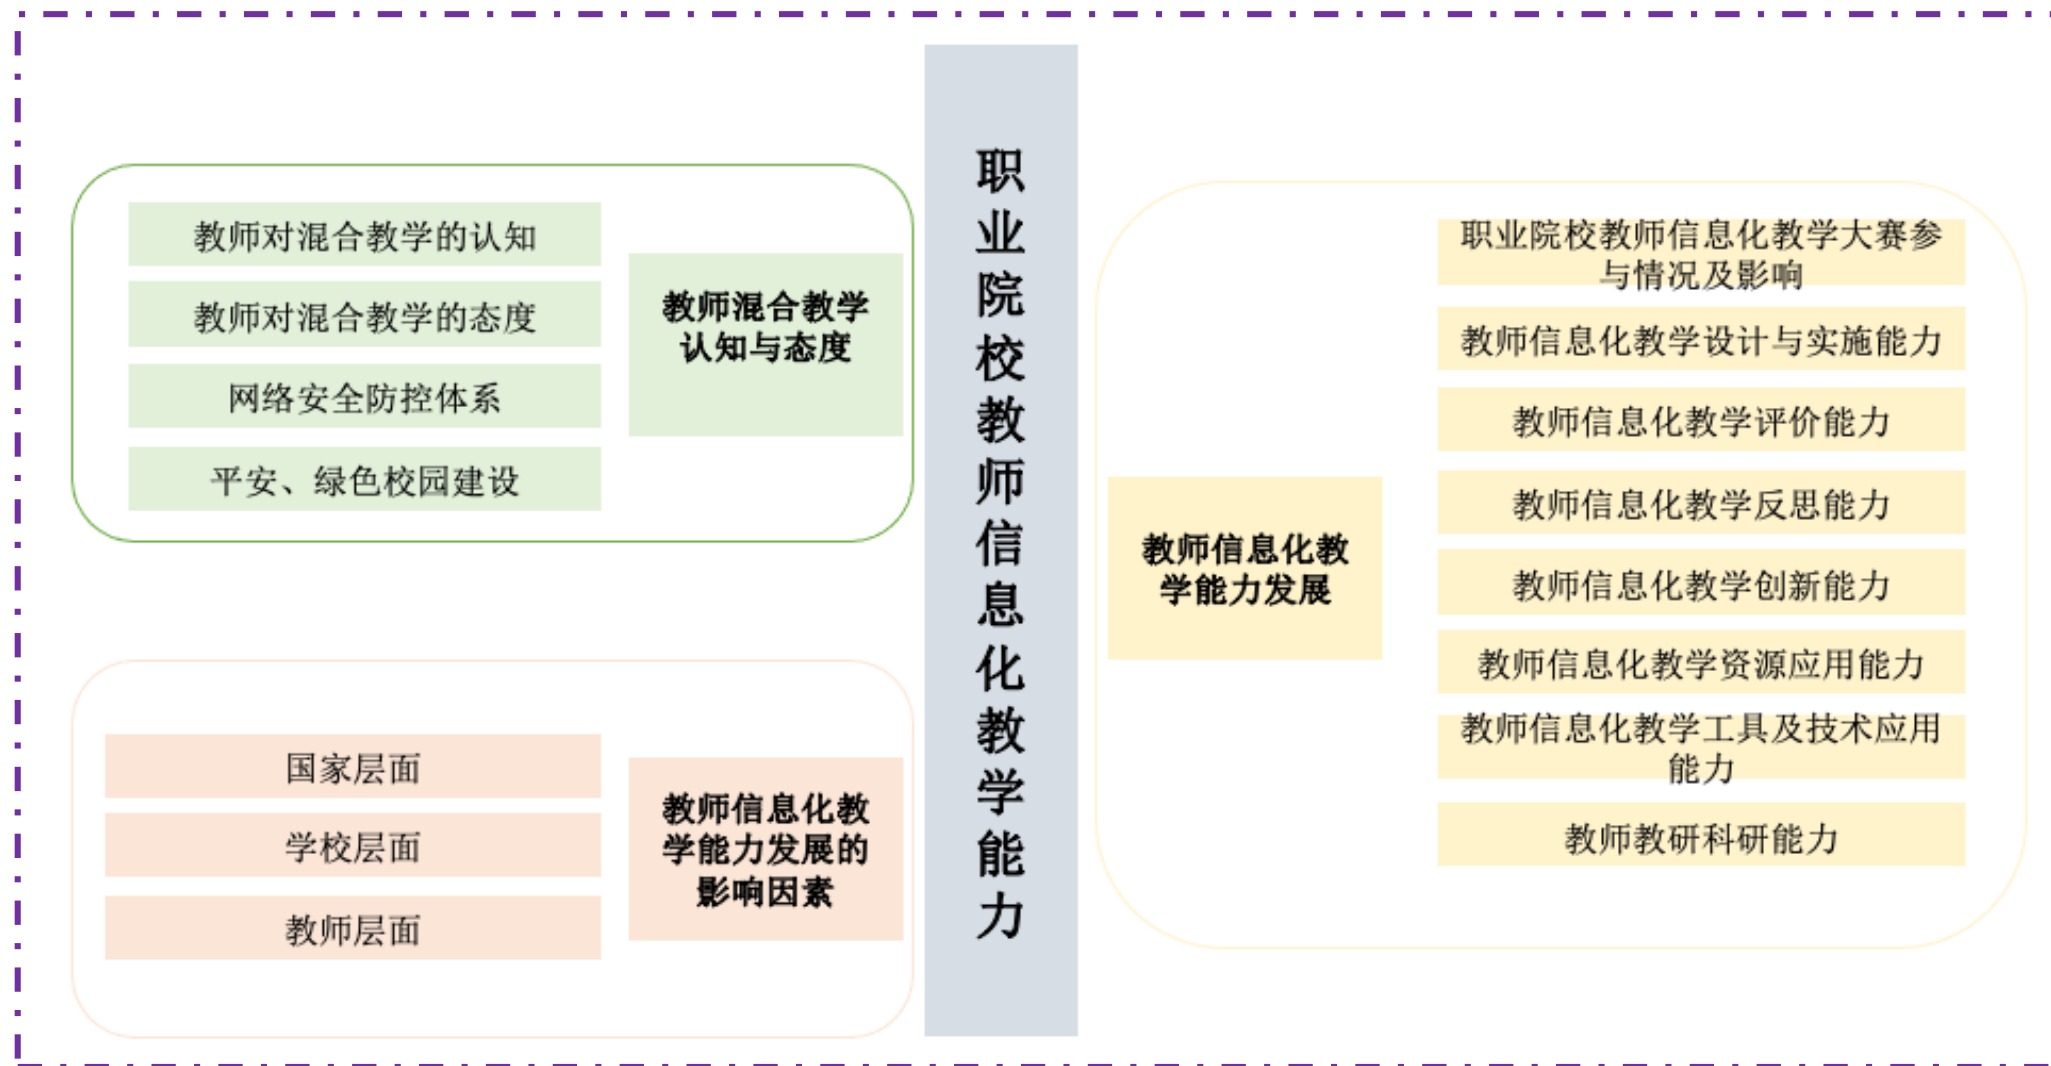 教师对混合教学的认知
教师对混合教学的态度
网络安全防控体系
平安、绿色校园建设
教师混合教学
认知与态度
国家层面
学校层面
教师层面
教师信息化教
学能力发展的
影响因素
职业院校教师信息化教学能力
教师信息化教
学能力发展
职业院校教师信息化教学大赛参
与情况及影响
教师信息化教学设计与实施能力
教师信息化教学评价能力
教师信息化教学反思能力
教师信息化教学创新能力
教师信息化教学资源应用能力
教师信息化教学工具及技术应用
能力
教师教研科研能力